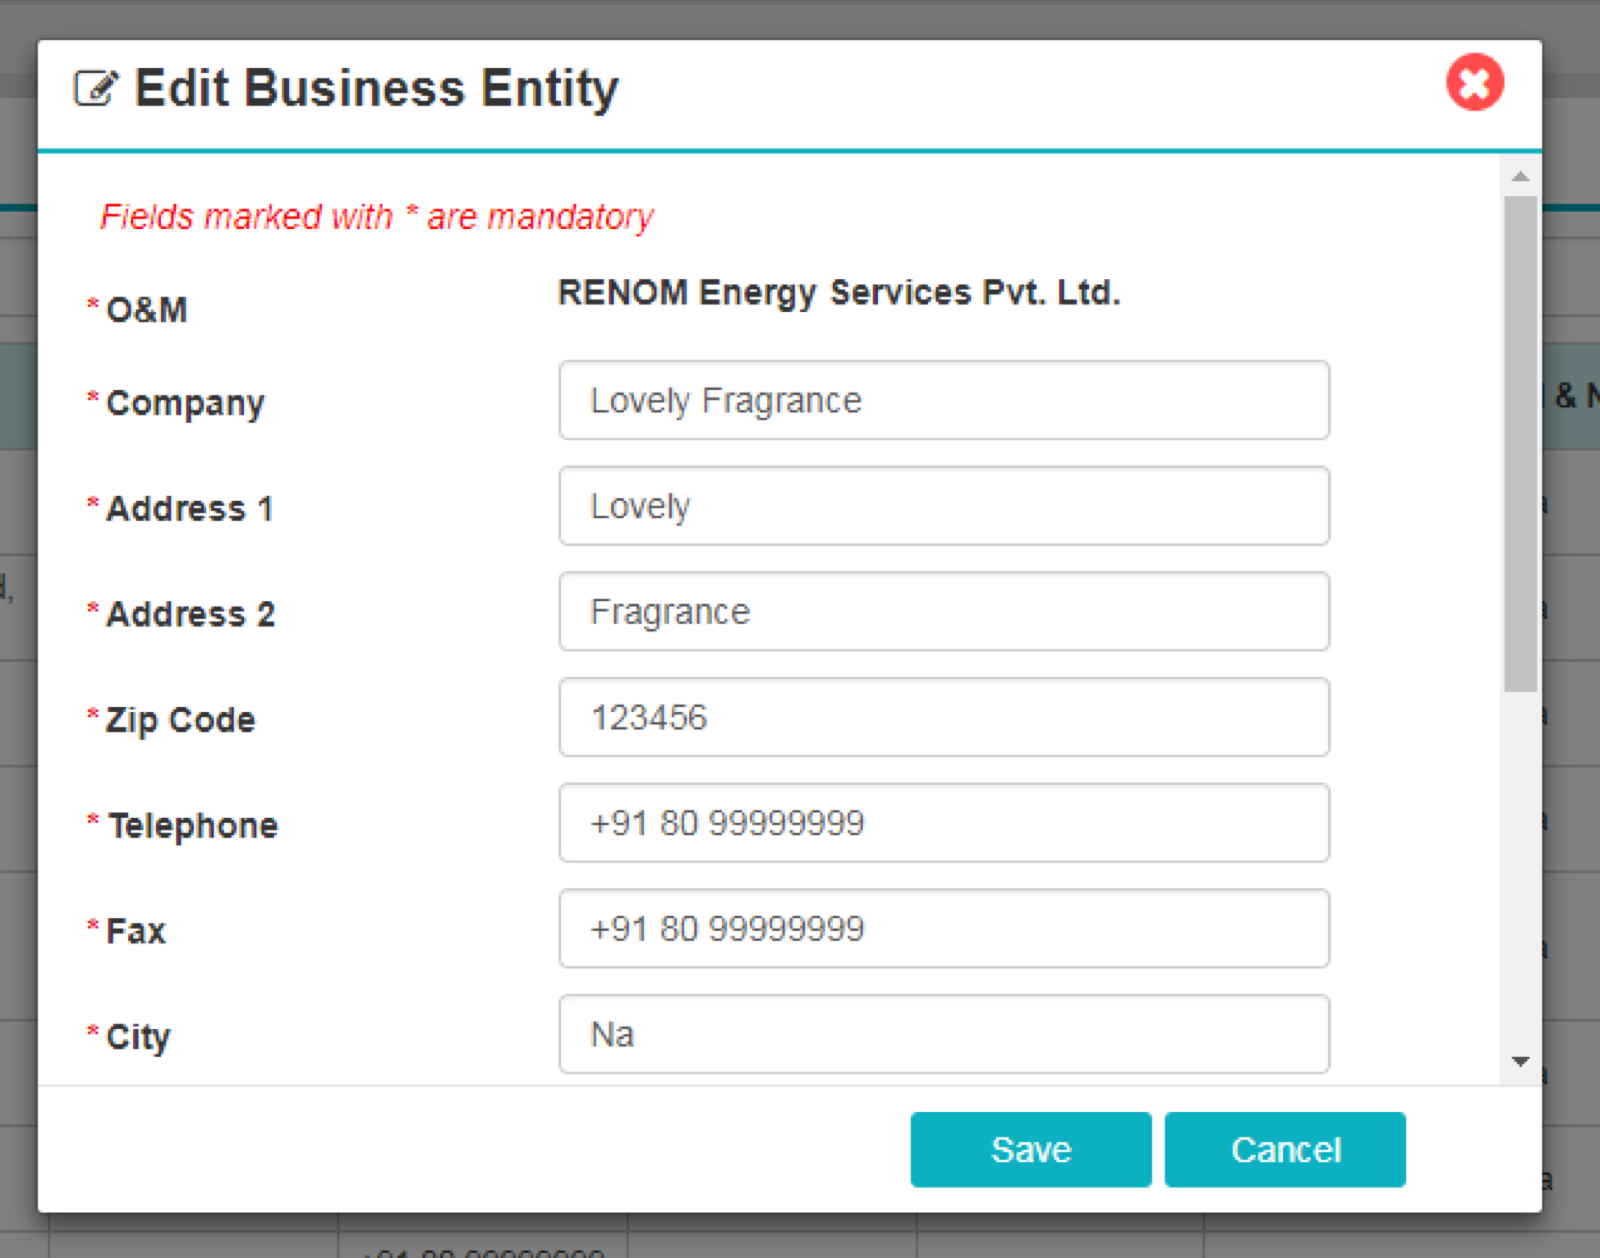 Edit Business Entity
Fields marked with * are mandatory
* O&M
RENOM Energy Services Pvt. Ltd.
* Company
Lovely Fragrance
* Address 1
Lovely
* Address 2
Fragrance
* Zip Code
123456
* Telephone
+91 80 99999999
* Fax
+91 80 99999999
* City
Na
Save Cancel